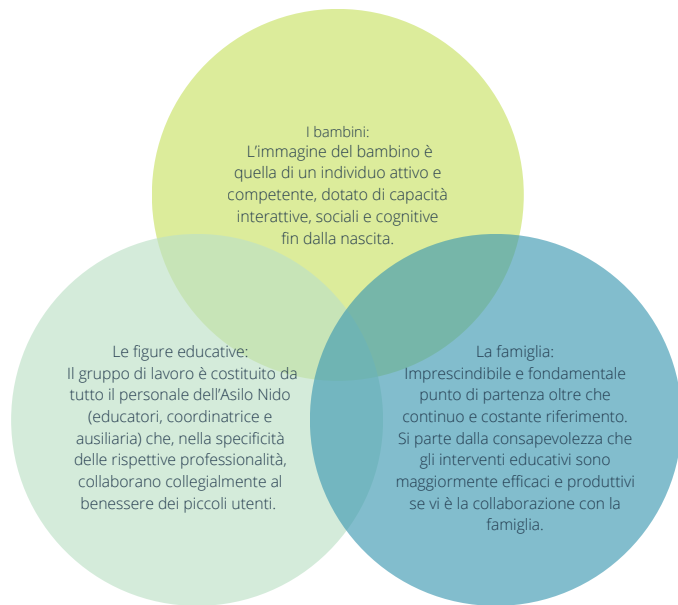 I bambini:
L'immagine del bambino è
quella di un individuo attivo e
competente, dotato di capacità
interattive, sociali e cognitive
fin dalla nascita.
Le figure educative:
Il gruppo di lavoro è costituito da
tutto il personale dell'Asilo Nido
(educatori, coordinatrice e
ausiliaria) che, nella specificità
delle rispettive professionalità,
collaborano collegialmente al
benessere dei piccoli utenti.
La famiglia:
Imprescindibile e fondamentale
punto di partenza oltre che
continuo e costante riferimento.
Si parte dalla consapevolezza che
gli interventi educativi sono
maggiormente efficaci e produttivi
se vi è la collaborazione con la
famiglia.